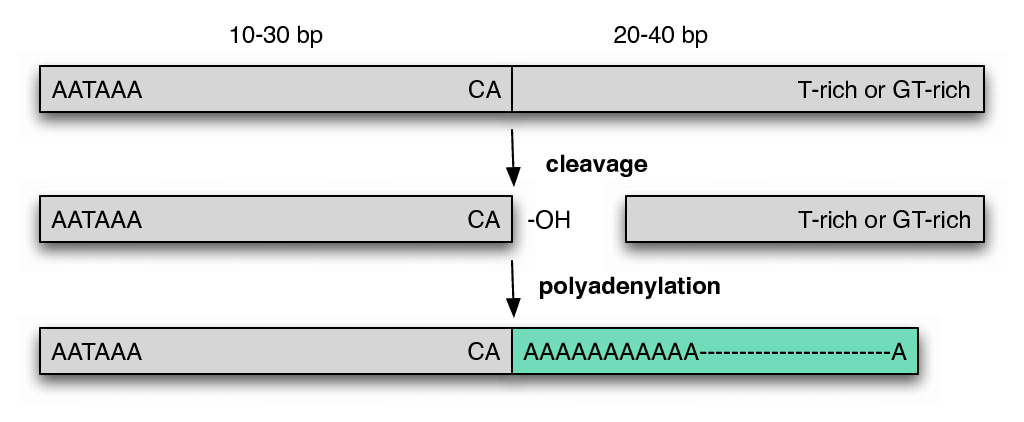 10-30 bp 20-40 bp
AATAAA CA T-rich or GT-rich
cleavage
AATAAA CA -OH T-rich or GT-rich
polyadenylation
AATAAA CA AAAAAAAAAAA------------------------A